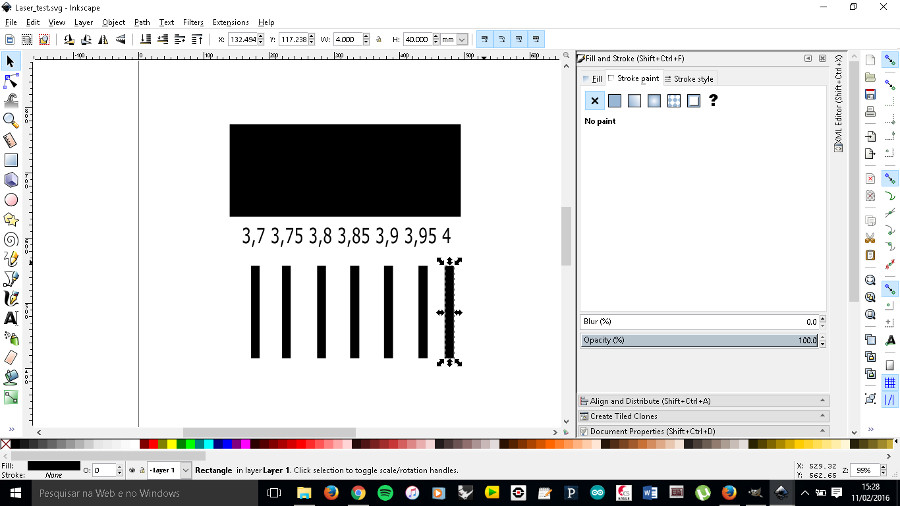 Laser_test.svg - Inkscape
File Edit View Layer Object Path Text Filters Extensions Help
X: 132.494 Y: 117.238 W: 4.000 H: 40.000 mm
Fill and Stroke (Shift+Ctrl+F)
Fill Stroke paint Stroke style
?
No paint
XML Editor (Shift+Ctrl+X)
3,7 3,75 3,8 3,85 3,9 3,95 4
Blur (%) 0.0
Opacity (%) 100.0
Align and Distribute (Shift+Ctrl+A)
Create Tiled Clones
Document Properties (Shift+Ctrl+D)
Fill: O: 0 Layer 1 Rectangle in layer Layer 1. Click selection to toggle scale/rotation handles. X: 529.32 Z: 99%
Stroke: None Y: 562.66
Pesquisar na Web e no Windows
15:28
11/02/2016